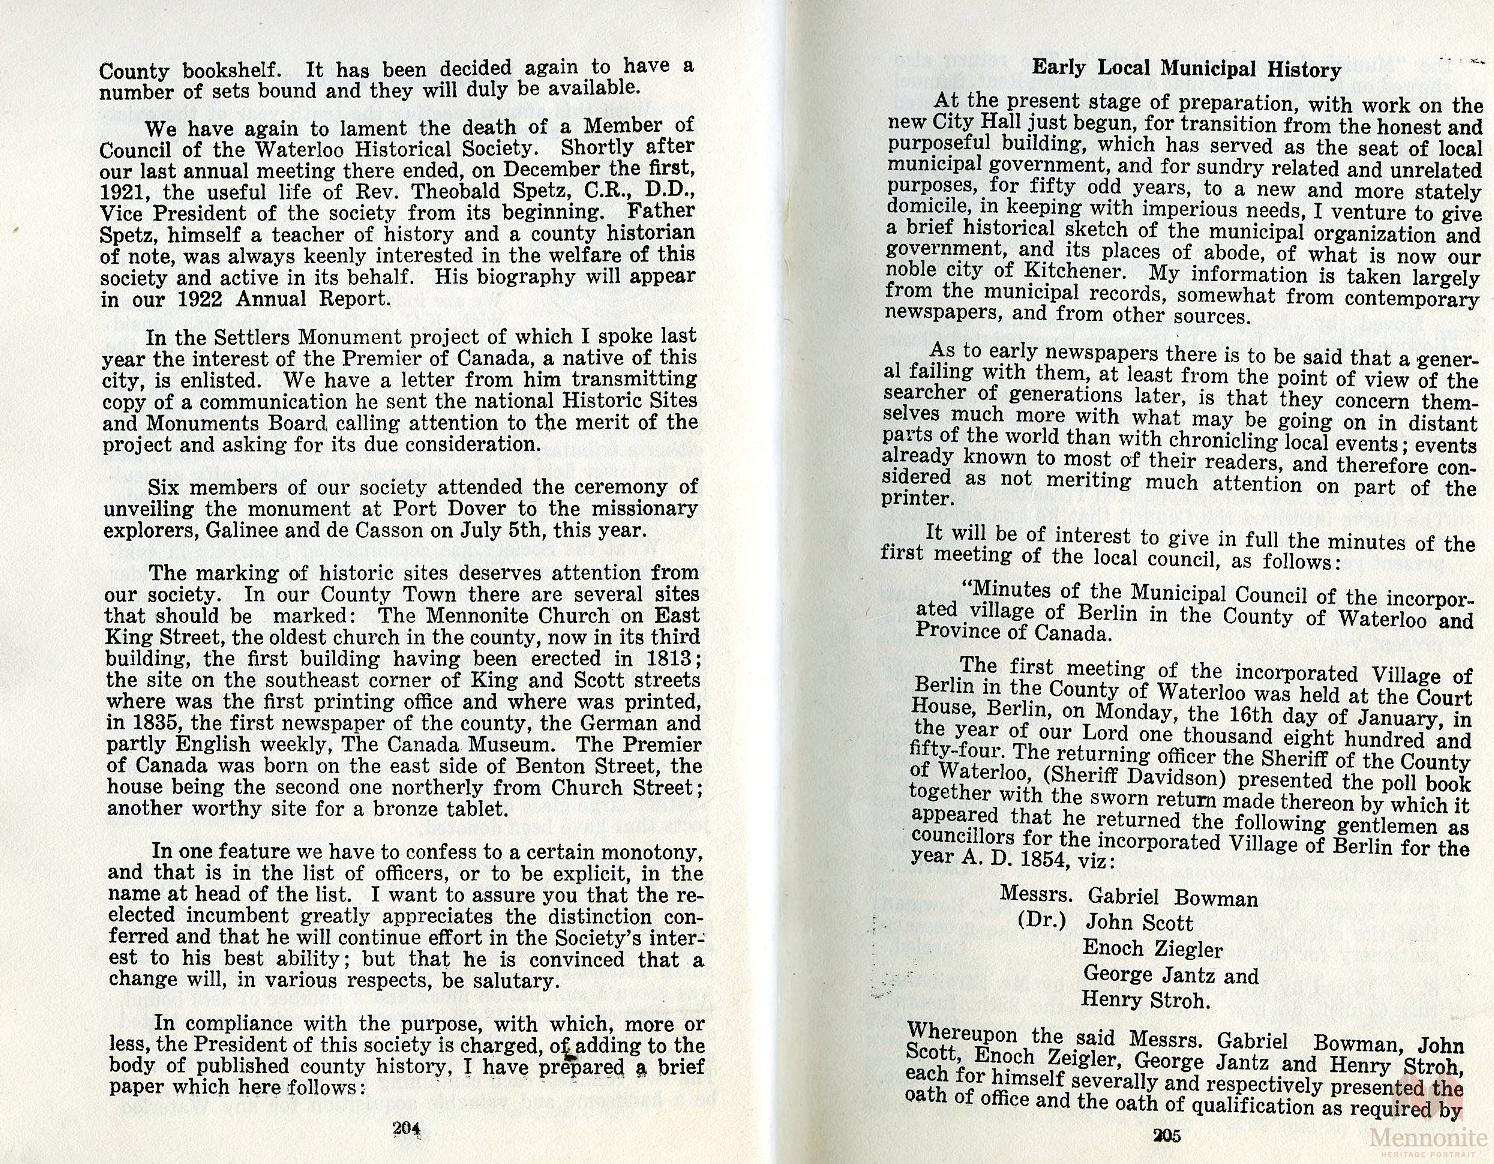 County bookshelf. It has been decided again to have a
number of sets bound and they will duly be available.
We have again to lament the death of a Member of
Council of the Waterloo Historical Society. Shortly after
our last annual meeting there ended, on December the first,
1921, the useful life of Rev. Theobald Spetz, C.R., D.D.,
Vice President of the society from its beginning. Father
Spetz, himself a teacher of history and a county historian
of note, was always keenly interested in the welfare of this
society and active in its behalf. His biography will appear
in our 1922 Annual Report.
In the Settlers Monument project of which I spoke last
year the interest of the Premier of Canada, a native of this
city, is enlisted. We have a letter from him transmitting
copy of a communication he sent the national Historic Sites
and Monuments Board calling attention to the merit of the
project and asking for its due consideration.
Six members of our society attended the ceremony of
unveiling the monument at Port Dover to the missionary
explorers, Galinee and de Casson on July 5th, this year.
The marking of historic sites deserves attention from
our society. In our County Town there are several sites
that should be marked: The Mennonite Church on East
King Street, the oldest church in the county, now in its third
building, the first building having been erected in 1813;
the site on the southeast corner of King and Scott streets
where was the first printing office and where was printed,
in 1835, the first newspaper of the county, the German and
partly English weekly, The Canada Museum. The Premier
of Canada was born on the east side of Benton Street, the
house being the second one northerly from Church Street;
another worthy site for a bronze tablet.
In one feature we have to confess to a certain monotony,
and that is in the list of officers, or to be explicit, in the
name at head of the list. I want to assure you that the re-
elected incumbent greatly appreciates the distinction con-
ferred and that he will continue effort in the Society's inter-
est to his best ability; but that he is convinced that a
change will, in various respects, be salutary.
In compliance with the purpose, with which, more or
less, the President of this society is charged, of adding to the
body of published county history, I have prepared a brief
paper which here follows:
204
Early Local Municipal History
At the present stage of preparation, with work on the
new City Hall just begun, for transition from the honest and
purposeful building, which has served as the seat of local
municipal government, and for sundry related and unrelated
purposes, for fifty odd years, to a new and more stately
domicile, in keeping with imperious needs, I venture to give
a brief historical sketch of the municipal organization and
government, and its places of abode, of what is now our
noble city of Kitchener. My information is taken largely
from the municipal records, somewhat from contemporary
newspapers, and from other sources.
As to early newspapers there is to be said that a gener-
al failing with them, at least from the point of view of the
searcher of generations later, is that they concern them-
selves much more with what may be going on in distant
parts of the world than with chronicling local events; events
already known to most of their readers, and therefore con-
sidered as not meriting much attention on part of the
printer.
It will be of interest to give in full the minutes of the
first meeting of the local council, as follows:
"Minutes of the Municipal Council of the incorpor-
ated village of Berlin in the County of Waterloo and
Province of Canada.
The first meeting of the incorporated Village of
Berlin in the County of Waterloo was held at the Court
House, Berlin, on Monday, the 16th day of January, in
the year of our Lord one thousand eight hundred and
fifty-four. The returning officer the Sheriff of the County
of Waterloo, (Sheriff Davidson) presented the poll book
together with the sworn return made thereon by which it
appeared that he returned the following gentlemen as
councillors for the incorporated Village of Berlin for the
year A. D. 1854, viz:
Messrs. Gabriel Bowman
(Dr.) John Scott
Enoch Ziegler
George Jantz and
Henry Stroh.
Whereupon the said Messrs. Gabriel Bowman, John
Scott, Enoch Zeigler, George Jantz and Henry Stroh,
each for himself severally and respectively presented the
oath of office and the oath of qualification as required by
205
Mennonite
HERITAGE PORTRAIT